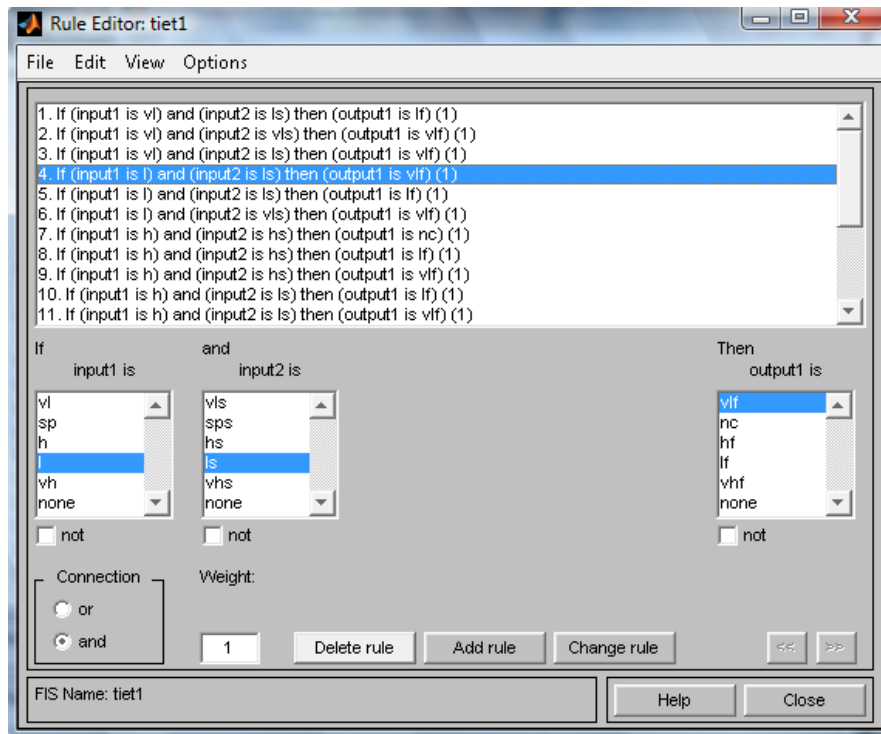 Rule Editor: tiet1
File Edit View Options
1. If (input1 is vl) and (input2 is ls) then (output1 is lf) (1)
2. If (input1 is vl) and (input2 is vls) then (output1 is vlf) (1)
3. If (input1 is vl) and (input2 is ls) then (output1 is vlf) (1)
4. If (input1 is l) and (input2 is ls) then (output1 is vlf) (1)
5. If (input1 is l) and (input2 is ls) then (output1 is lf) (1)
6. If (input1 is l) and (input2 is vls) then (output1 is vlf) (1)
7. If (input1 is h) and (input2 is hs) then (output1 is nc) (1)
8. If (input1 is h) and (input2 is hs) then (output1 is lf) (1)
9. If (input1 is h) and (input2 is hs) then (output1 is vlf) (1)
10. If (input1 is h) and (input2 is ls) then (output1 is lf) (1)
11. If (input1 is h) and (input2 is ls) then (output1 is vlf) (1)
If and Then
input1 is input2 is output1 is
vl vls vlf
sp sps nc
h hs hf
l ls lf
vh vhs vhf
none none none
not not not
Connection Weight:
or
and 1 Delete rule Add rule Change rule << >>
FIS Name: tiet1 Help Close